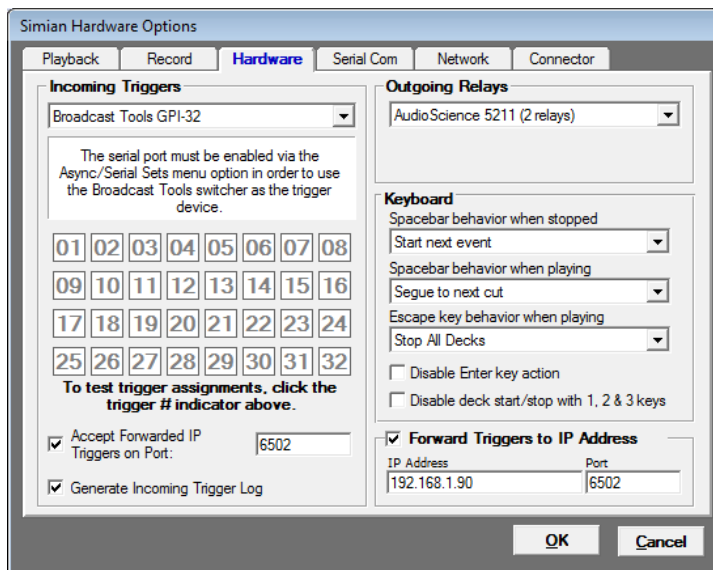 Simian Hardware Options
Playback
Record
Hardware
Serial Com
Network
Connector
Incoming Triggers
Broadcast Tools GPI-32
The serial port must be enabled via the
Async/Serial Sets menu option in order to use
the Broadcast Tools switcher as the trigger
device.
01 02 03 04 05 06 07 08
09 10 11 12 13 14 15 16
17 18 19 20 21 22 23 24
25 26 27 28 29 30 31 32
To test trigger assignments, click the
trigger # indicator above.
Accept Forwarded IP
Triggers on Port:
6502
Generate Incoming Trigger Log
Outgoing Relays
AudioScience 5211 (2 relays)
Keyboard
Spacebar behavior when stopped
Start next event
Spacebar behavior when playing
Segue to next cut
Escape key behavior when playing
Stop All Decks
Disable Enter key action
Disable deck start/stop with 1, 2 & 3 keys
Forward Triggers to IP Address
IP Address
Port
192.168.1.90
6502
OK
Cancel